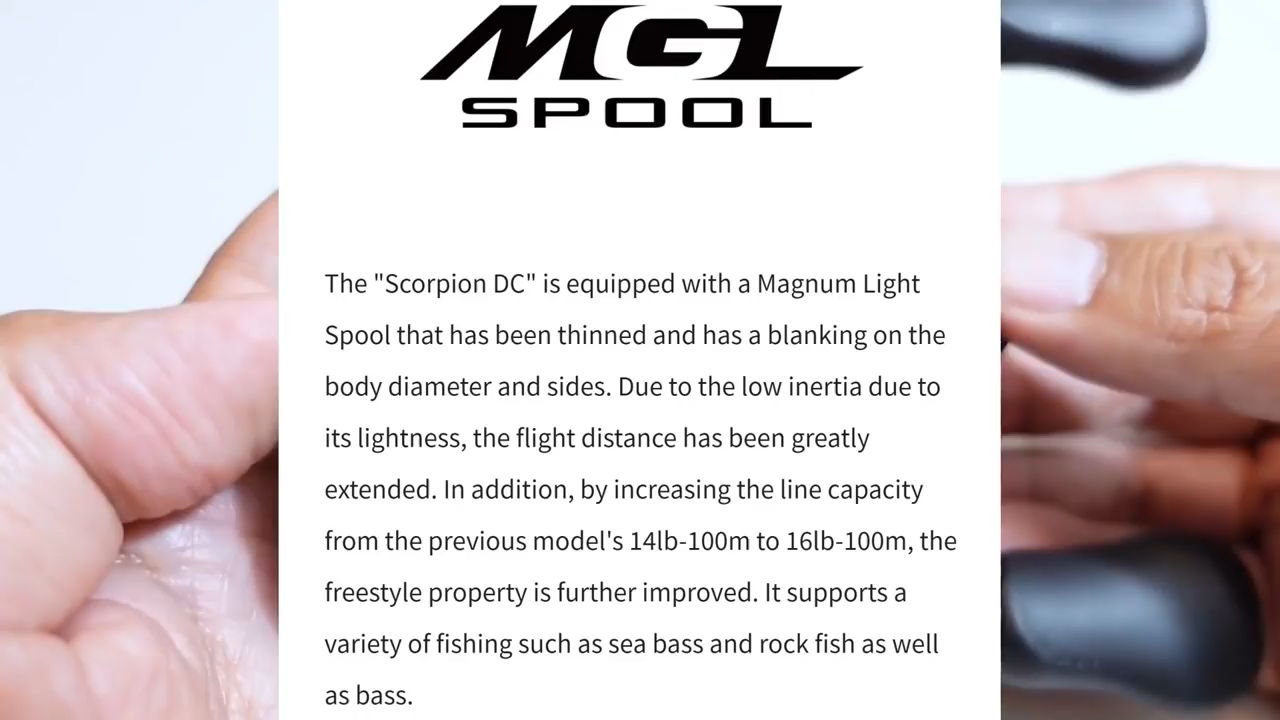 MGL
SPOOL
The "Scorpion DC" is equipped with a Magnum Light
Spool that has been thinned and has a blanking on the
body diameter and sides. Due to the low inertia due to
its lightness, the flight distance has been greatly
extended. In addition, by increasing the line capacity
from the previous model's 14lb-100m to 16lb-100m, the
freestyle property is further improved. It supports a
variety of fishing such as sea bass and rock fish as well
as bass.